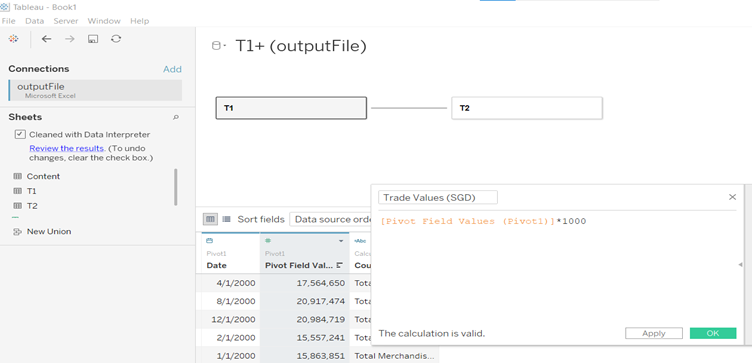 Tableau - Book1
File Data Server Window Help
Connections Add
outputFile
Microsoft Excel
Sheets
Cleaned with Data Interpreter
Review the results. (To undo
changes, clear the check box.)
Content
T1
T2
New Union
T1+ (outputFile)
T1 T2
Sort fields Data source orde
Pivot1 Pivot1 Calc
Date Pivot Field Val... Cou
4/1/2000 17,564,650 Tota
8/1/2000 20,917,474 Tota
12/1/2000 20,984,719 Tota
2/1/2000 15,557,241 Tota
1/1/2000 15,863,851 Total Merchandis...
Abc
Trade Values (SGD)
[Pivot Field Values (Pivot1)]*1000
The calculation is valid. Apply OK